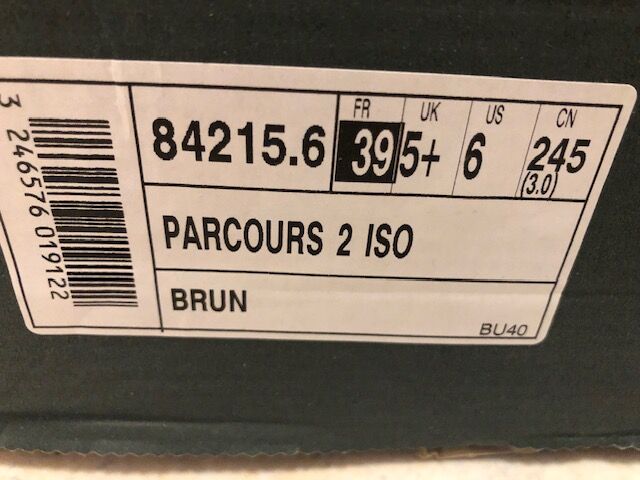 3 246576 019122
84215.6
FR UK US CN
39 5+ 6 245
(3.0)
PARCOURS 2 ISO
BRUN
BU40